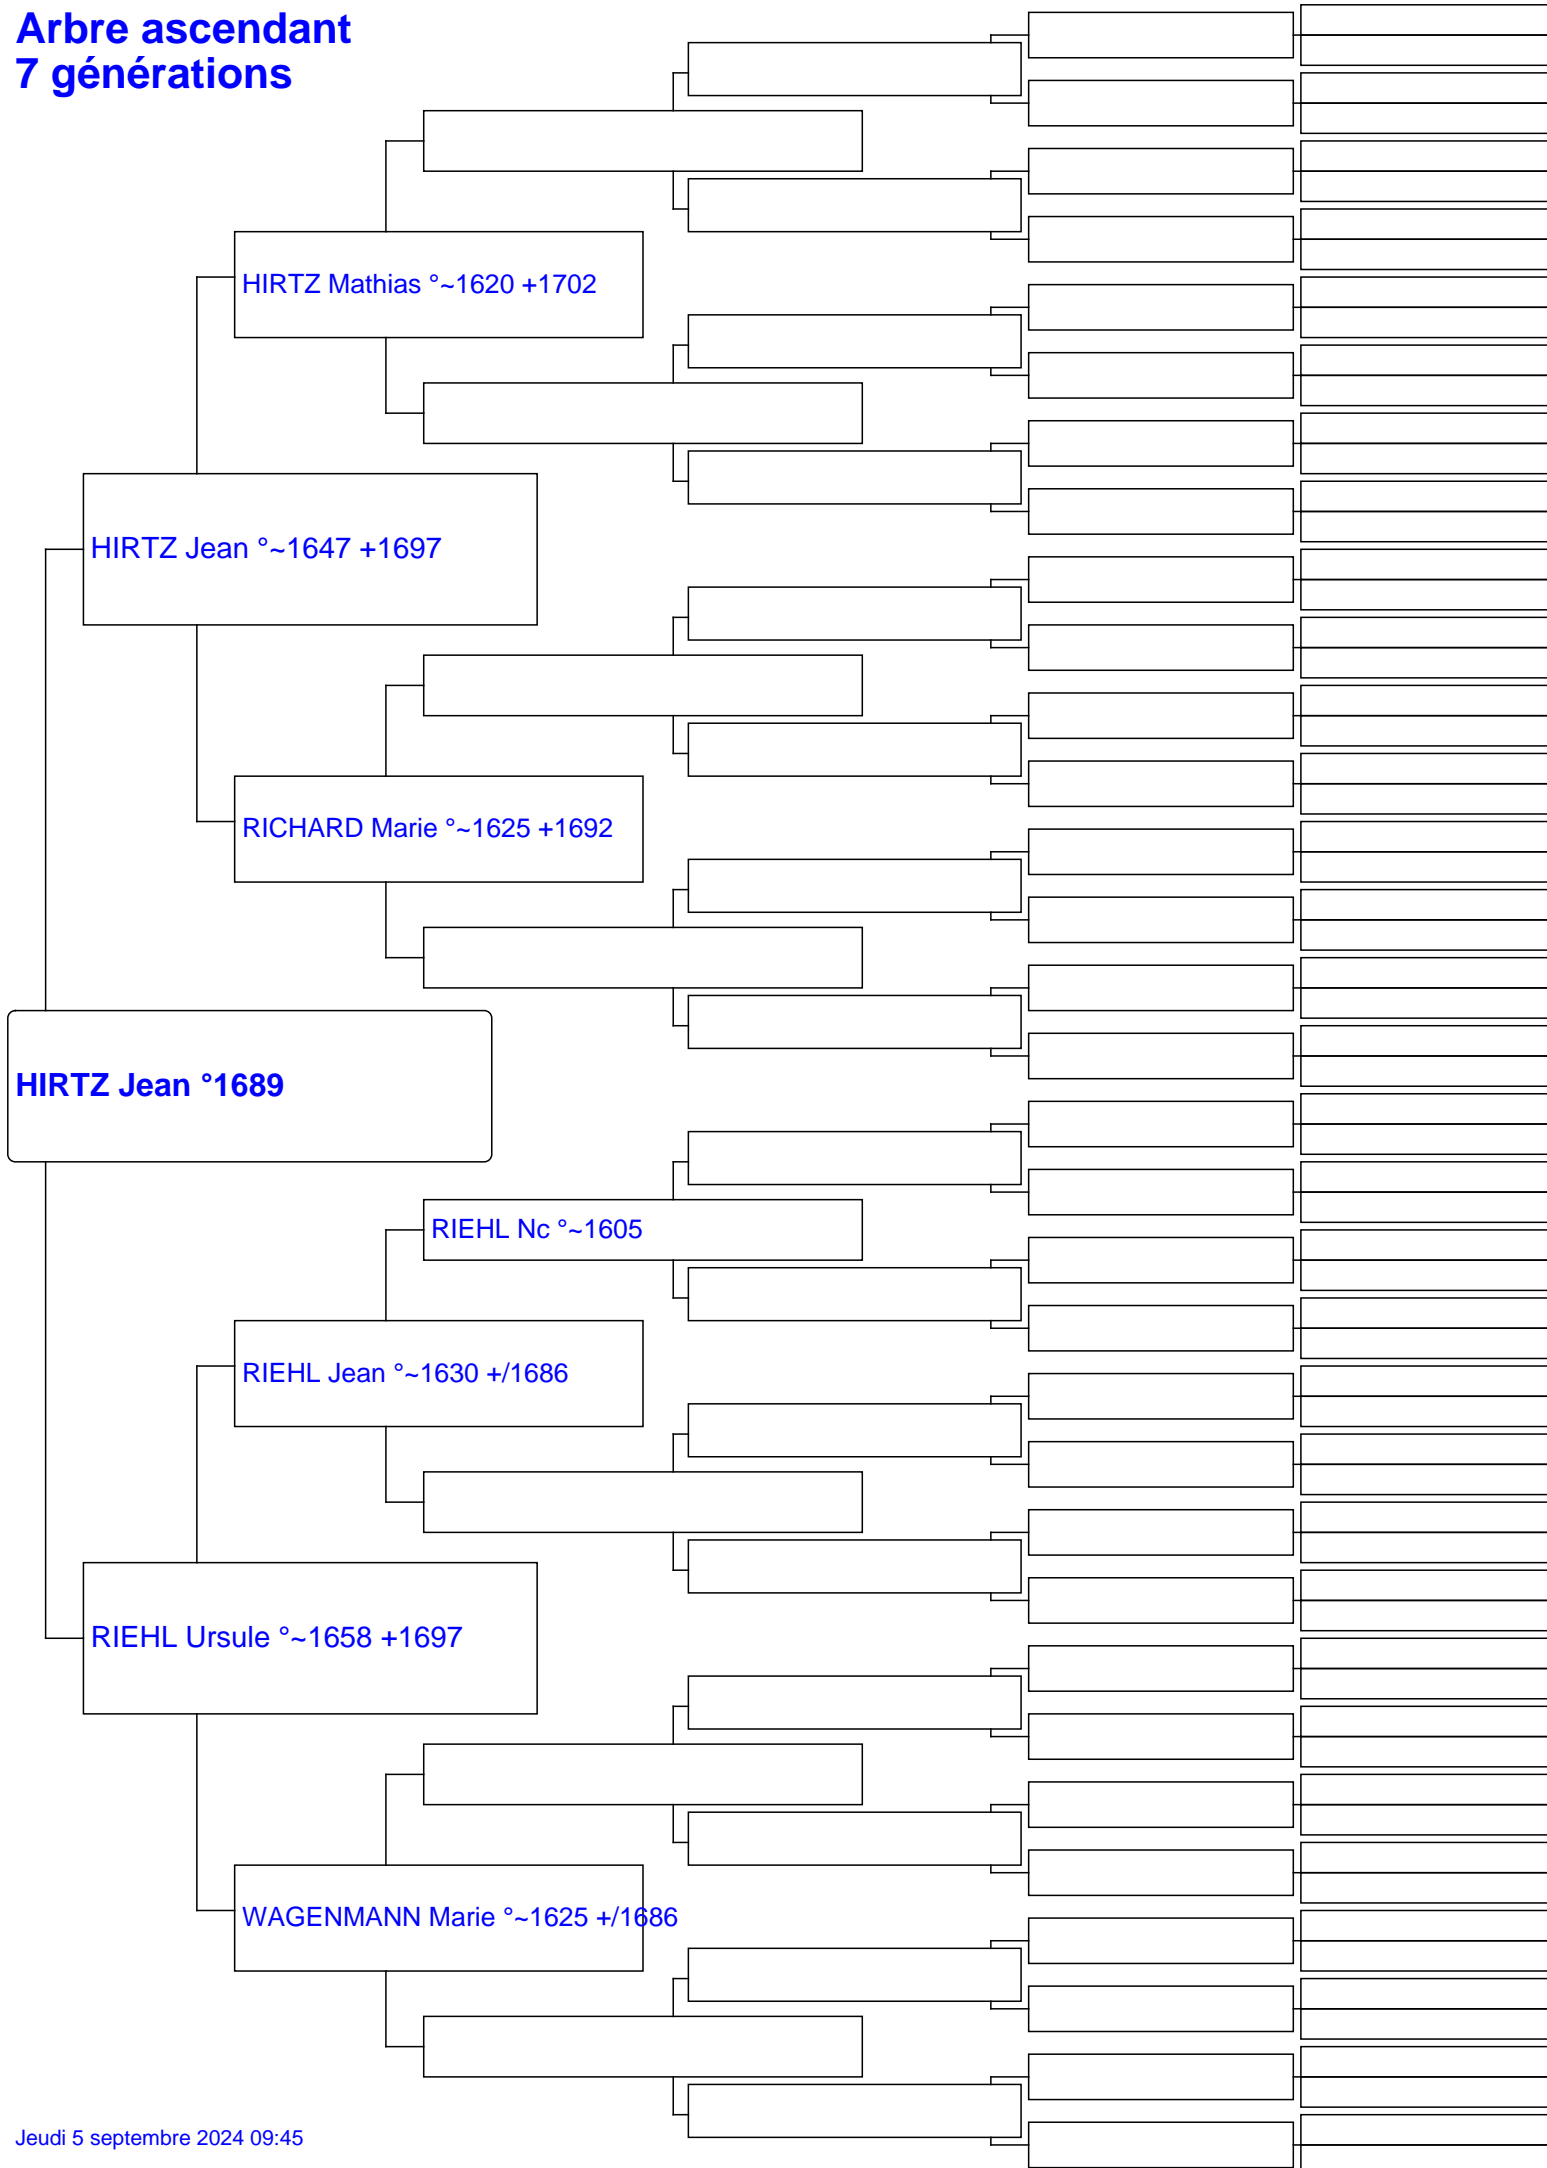 Arbre ascendant
7 générations
HIRTZ Mathias °~1620 +1702
HIRTZ Jean °~1647 +1697
RICHARD Marie °~1625 +1692
HIRTZ Jean °1689
RIEHL Nc °~1605
RIEHL Jean °~1630 +/1686
RIEHL Ursule °~1658 +1697
WAGENMANN Marie °~1625 +/1686
Jeudi 5 septembre 2024 09:45